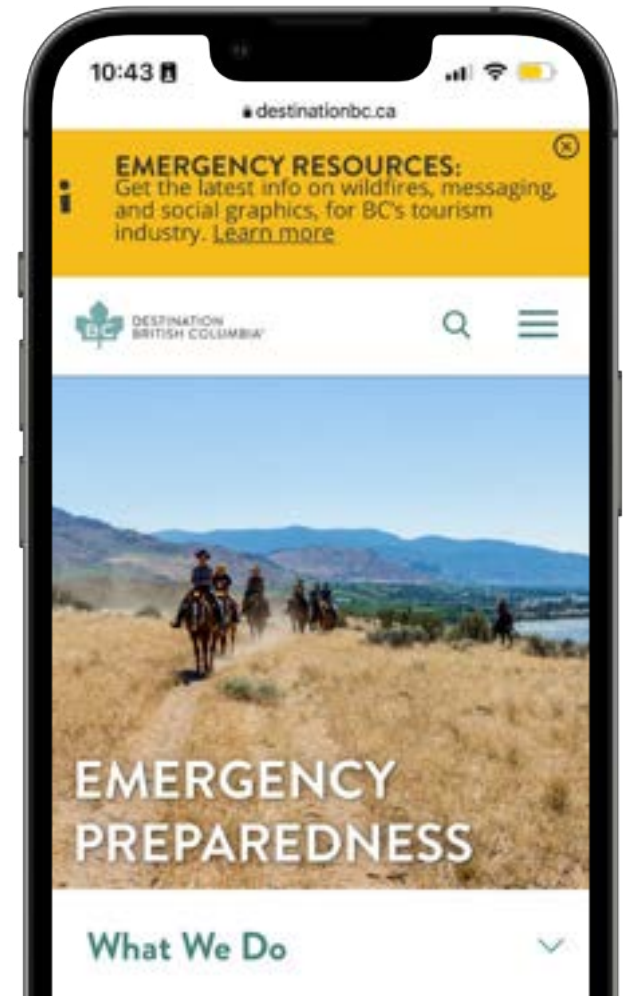 10:43
destinationbc.ca
EMERGENCY RESOURCES:
Get the latest info on wildfires, messaging,
and social graphics, for BC's tourism
industry. Learn more
BC DESTINATION
BRITISH COLUMBIA
EMERGENCY
PREPAREDNESS
What We Do